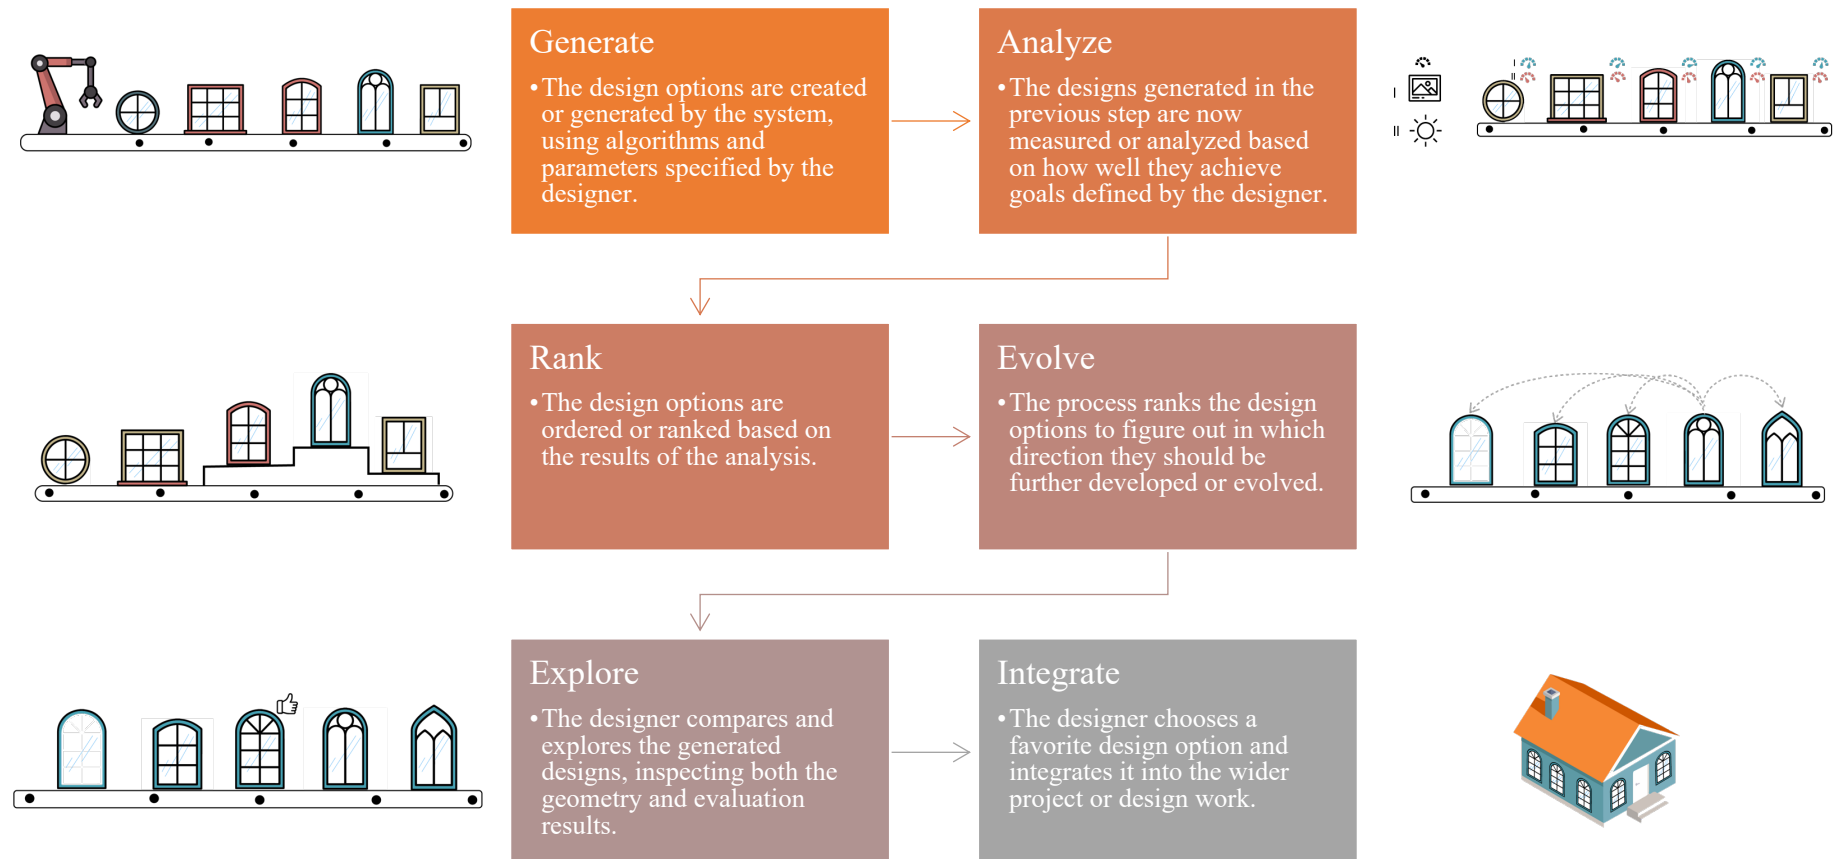 Generate
•The design options are created
or generated by the system,
using algorithms and
parameters specified by the
designer.
Analyze
•The designs generated in the
previous step are now
measured or analyzed based
on how well they achieve
goals defined by the designer.
I
II
I
II
Rank
•The design options are
ordered or ranked based on
the results of the analysis.
Evolve
•The process ranks the design
options to figure out in which
direction they should be
further developed or evolved.
Explore
•The designer compares and
explores the generated
designs, inspecting both the
geometry and evaluation
results.
Integrate
•The designer chooses a
favorite design option and
integrates it into the wider
project or design work.